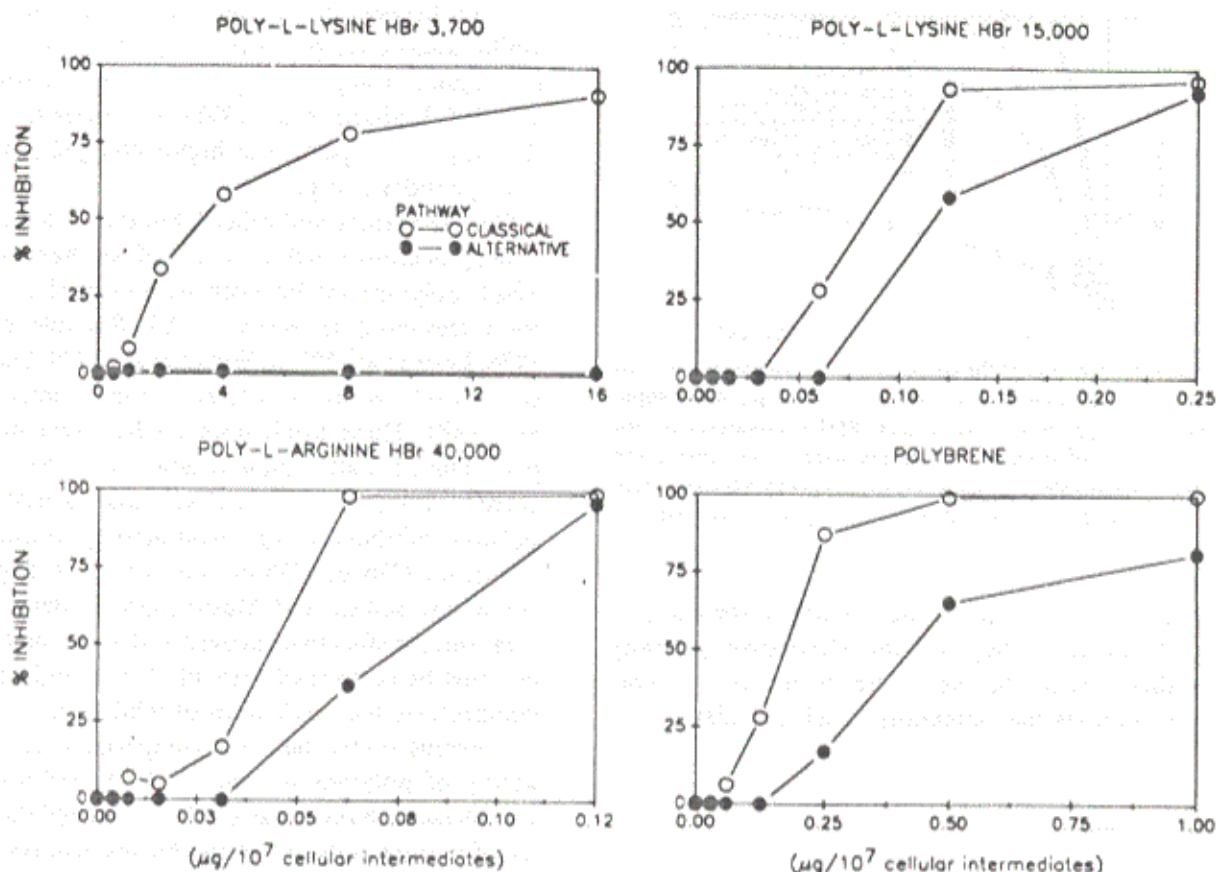 POLY-L-LYSINE HBr 3,700
100
75
50
25
0
% INHIBITION
PATHWAY
CLASSICAL
ALTERNATIVE
0 4 8 12 16
POLY-L-LYSINE HBr 15,000
100
75
50
25
0
0.00 0.05 0.10 0.15 0.20 0.25
POLY-L-ARGININE HBr 40,000
100
75
50
25
0
% INHIBITION
0.00 0.03 0.05 0.08 0.10 0.12
(µg/10⁷ cellular intermediates)
POLYBRENE
100
75
50
25
0
0.00 0.25 0.50 0.75 1.00
(µg/10⁷ cellular intermediates)